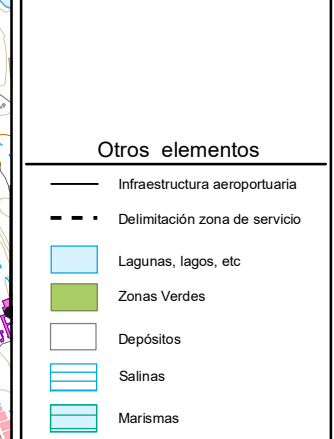 Otros elementos
Infraestructura aeroportuaria
Delimitación zona de servicio
Lagunas, lagos, etc
Zonas Verdes
Depósitos
Salinas
Marismas